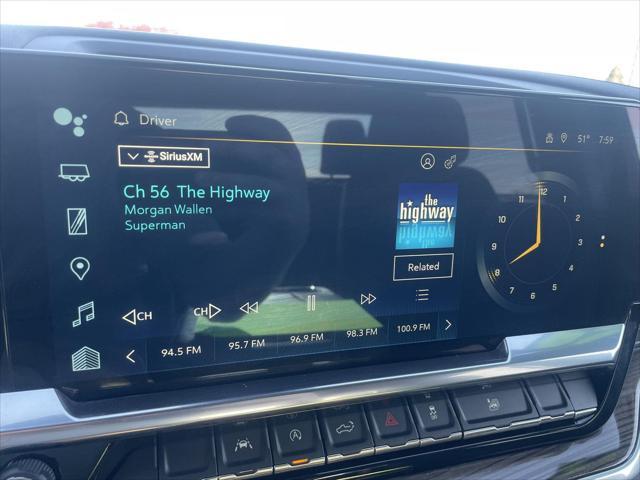 Driver
51° 7:59
SiriusXM
Ch 56 The Highway
Morgan Wallen
Superman
the
highway
Related
CH CH
94.5 FM 95.7 FM 96.9 FM 98.3 FM 100.9 FM
12
1
2
3
4
5
6
7
8
9
10
11